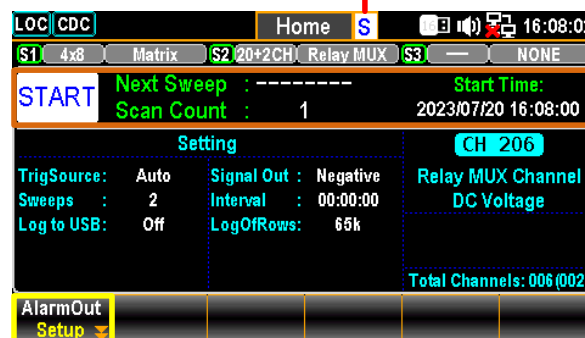 LOC CDC Home S 16:08:0
S1 4x8 Matrix S2 20+2CH Relay MUX S3 — NONE
START Next Sweep : -------- Start Time:
Scan Count : 1 2023/07/20 16:08:00
Setting CH 206
TrigSource: Auto Signal Out : Negative Relay MUX Channel
Sweeps : 2 Interval : 00:00:00 DC Voltage
Log to USB: Off LogOfRows: 65k
Total Channels: 006(002
AlarmOut
Setup